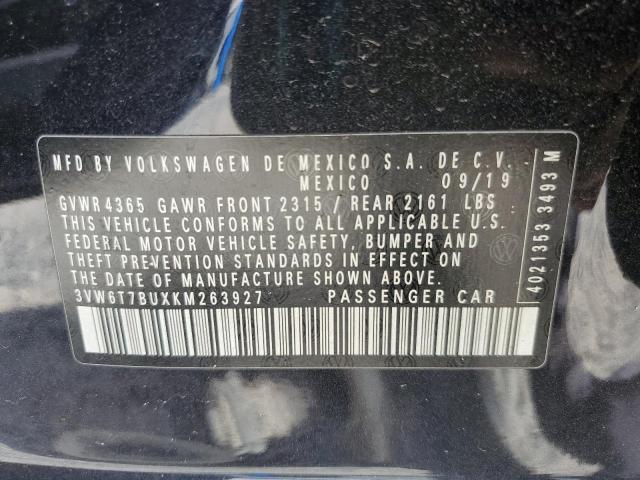 MFD BY VOLKSWAGEN DE MEXICO S.A. DE C.V.
MEXICO 09/19
GVWR 4365 GAWR FRONT 2315 / REAR 2161 LBS
THIS VEHICLE CONFORMS TO ALL APPLICABLE U.S.
FEDERAL MOTOR VEHICLE SAFETY, BUMPER AND
THEFT PREVENTION STANDARDS IN EFFECT ON
THE DATE OF MANUFACTURE SHOWN ABOVE.
3VW6T7BUXKM263927 PASSENGER CAR
4021353 3493 M